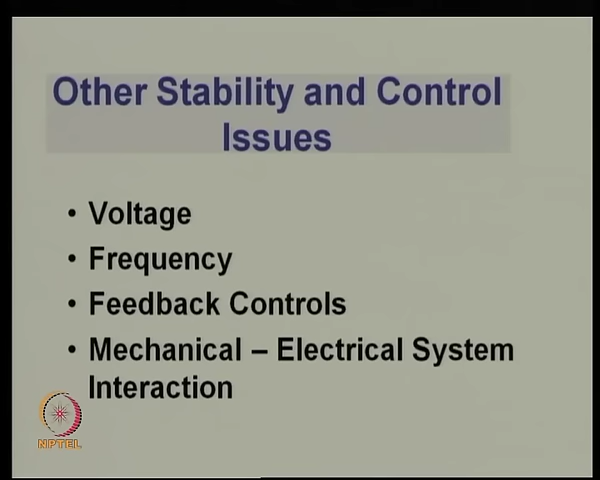 Other Stability and Control
Issues
• Voltage
• Frequency
• Feedback Controls
• Mechanical – Electrical System
Interaction
NPTEL